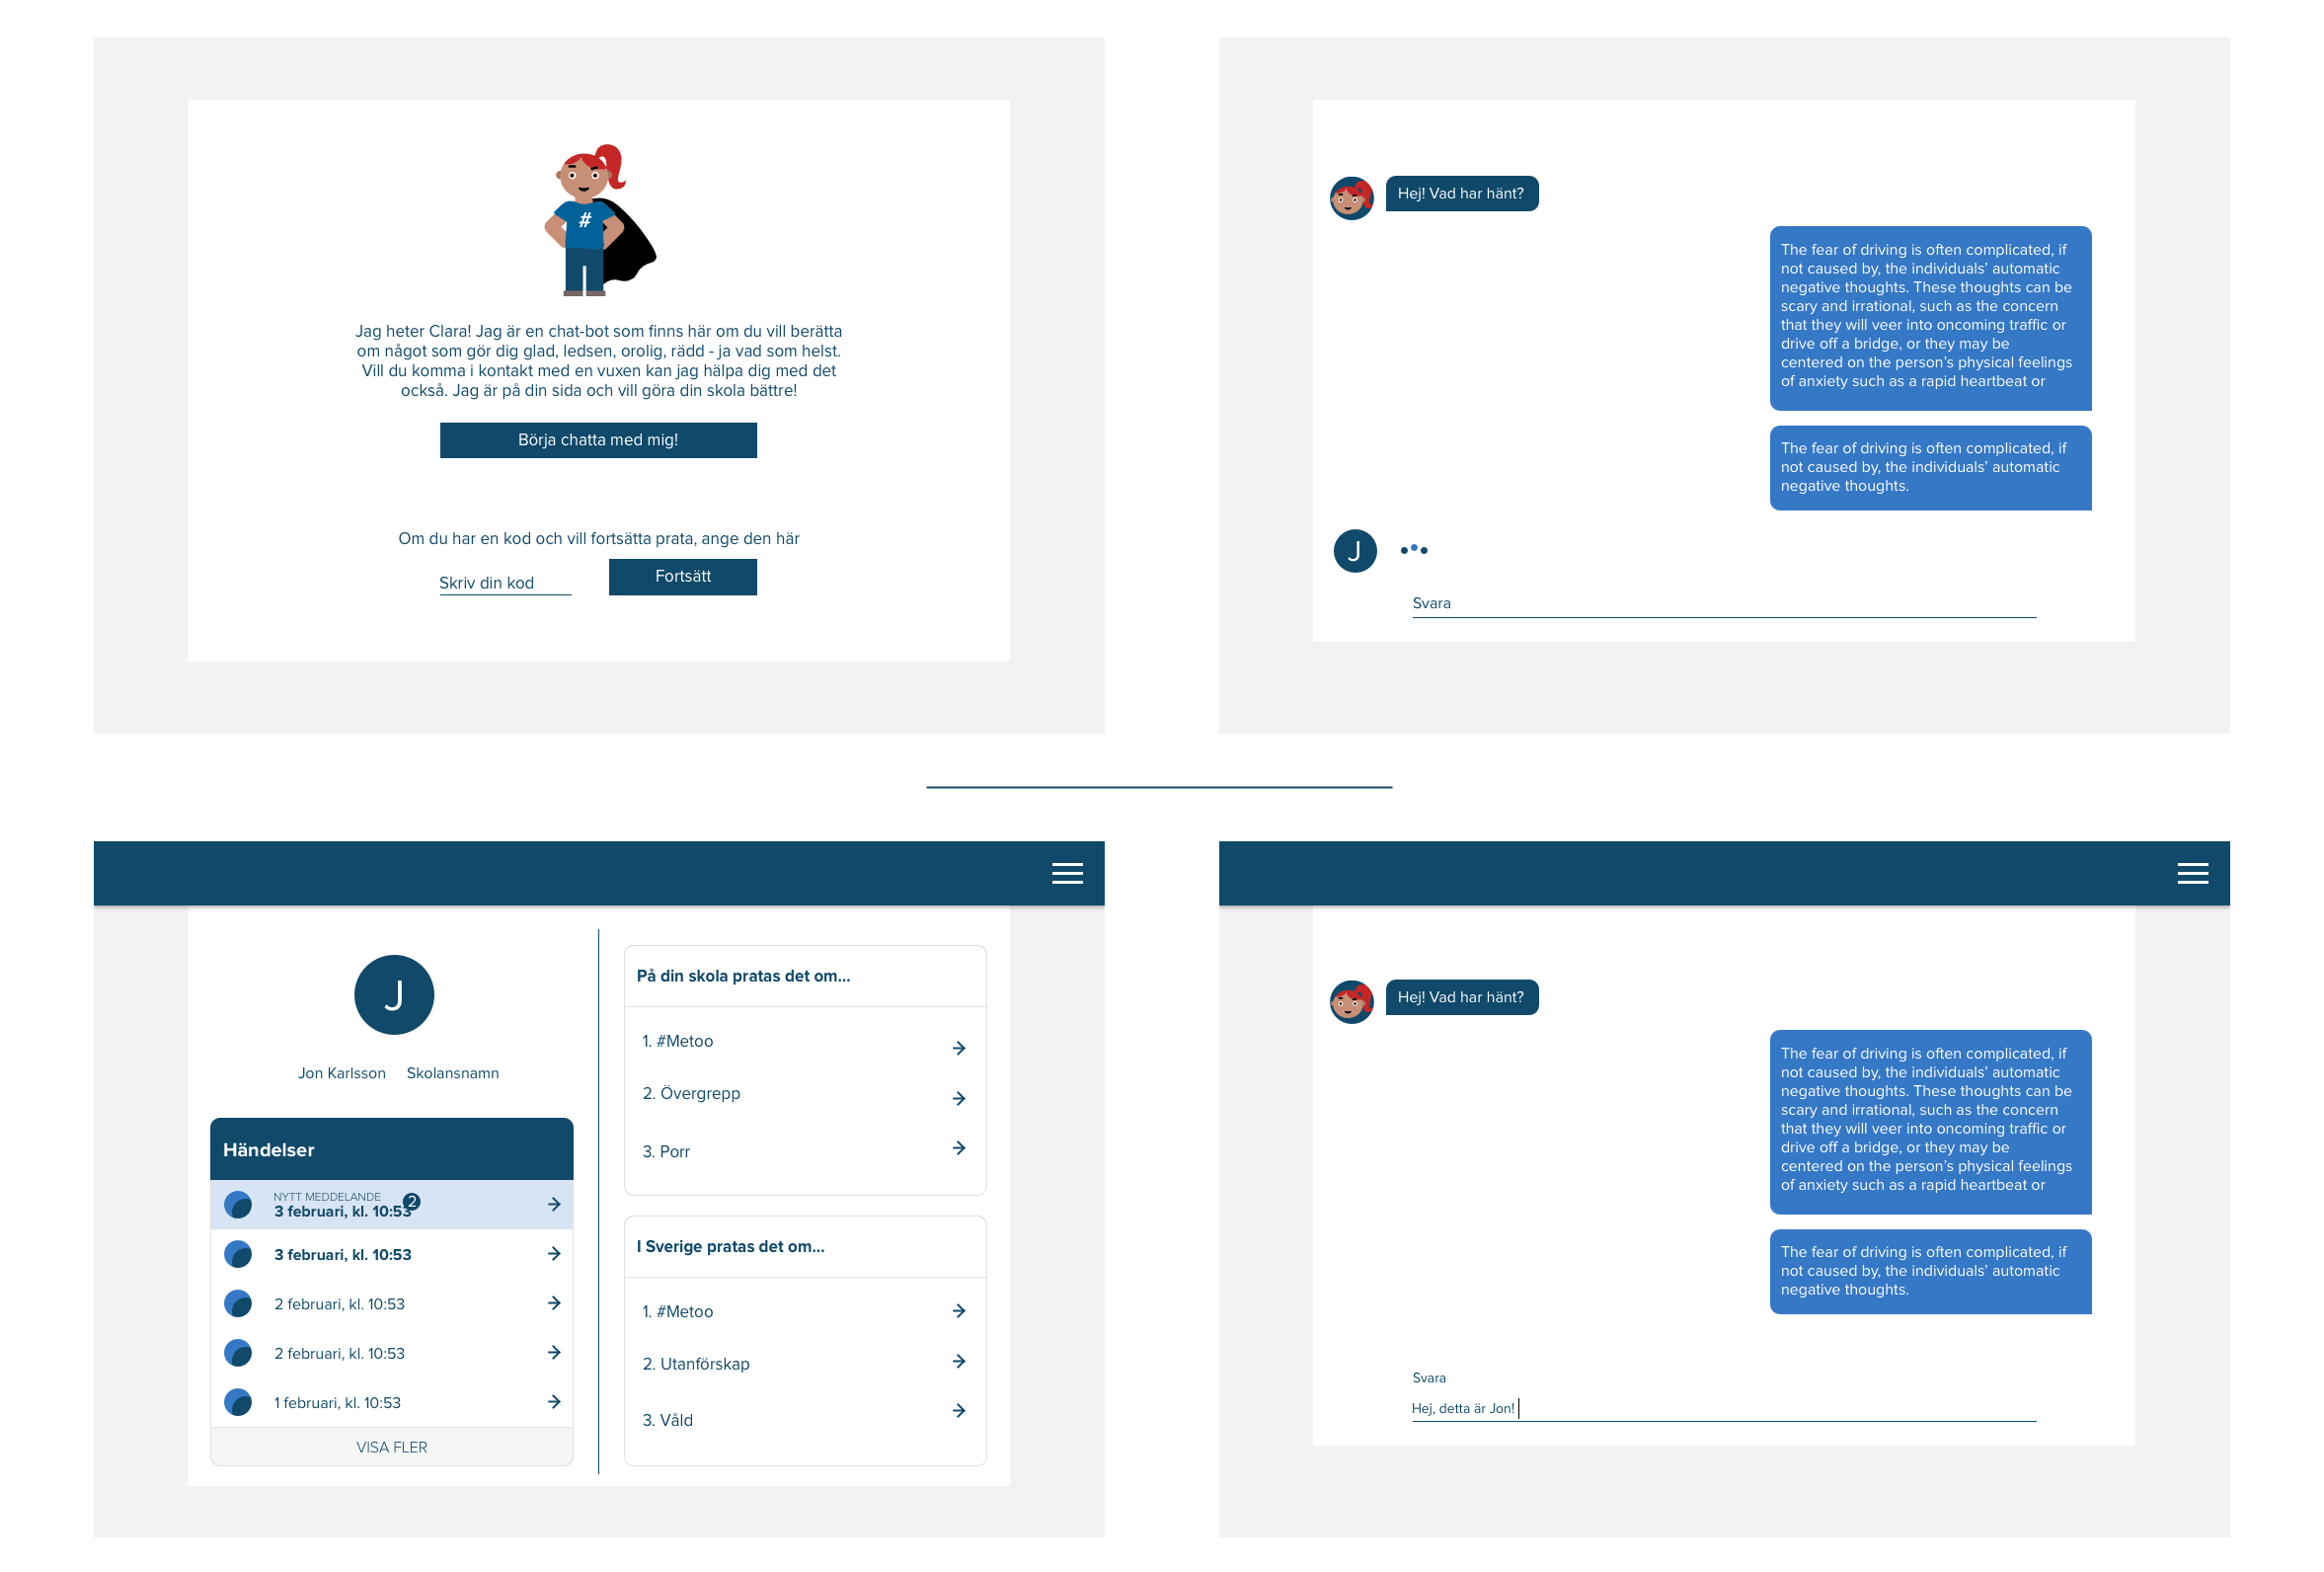 #
Jag heter Clara! Jag är en chat-bot som finns här om du vill berätta
om något som gör dig glad, ledsen, orolig, rädd - ja vad som helst.
Vill du komma i kontakt med en vuxen kan jag hälpa dig med det
också. Jag är på din sida och vill göra din skola bättre!
Börja chatta med mig!
Om du har en kod och vill fortsätta prata, ange den här
Skriv din kod
Fortsätt
Hej! Vad har hänt?
The fear of driving is often complicated, if
not caused by, the individuals’ automatic
negative thoughts. These thoughts can be
scary and irrational, such as the concern
that they will veer into oncoming traffic or
drive off a bridge, or they may be
centered on the person’s physical feelings
of anxiety such as a rapid heartbeat or
The fear of driving is often complicated, if
not caused by, the individuals’ automatic
negative thoughts.
J
Svara
J
Jon Karlsson Skolansnamn
Händelser
NYTT MEDDELANDE
2
3 februari, kl. 10:53
3 februari, kl. 10:53
2 februari, kl. 10:53
2 februari, kl. 10:53
1 februari, kl. 10:53
VISA FLER
På din skola pratas det om...
1. #Metoo
2. Övergrepp
3. Porr
I Sverige pratas det om...
1. #Metoo
2. Utanförskap
3. Våld
Hej! Vad har hänt?
The fear of driving is often complicated, if
not caused by, the individuals’ automatic
negative thoughts. These thoughts can be
scary and irrational, such as the concern
that they will veer into oncoming traffic or
drive off a bridge, or they may be
centered on the person’s physical feelings
of anxiety such as a rapid heartbeat or
The fear of driving is often complicated, if
not caused by, the individuals’ automatic
negative thoughts.
Svara
Hej, detta är Jon!